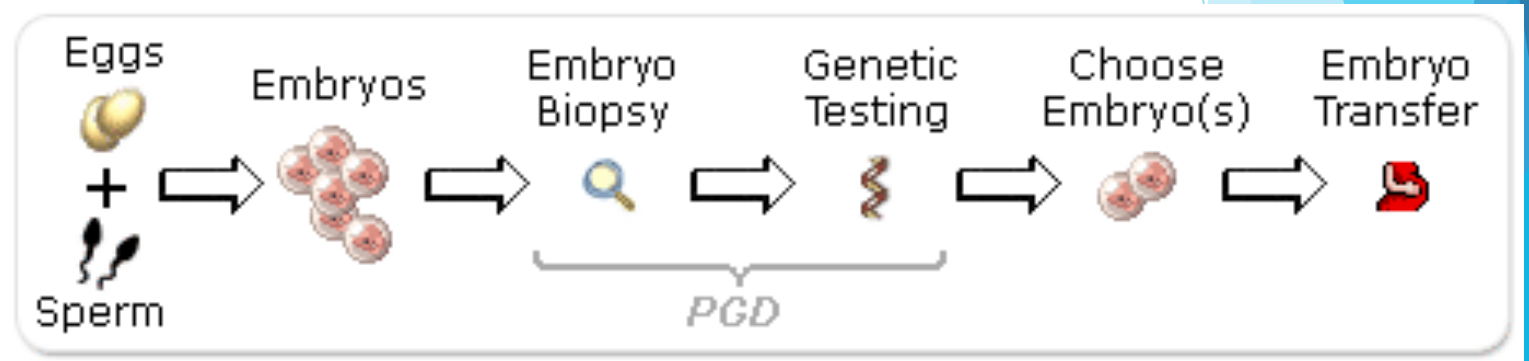 Eggs
+
Sperm
Embryos
Embryo
Biopsy
Genetic
Testing
PGD
Choose
Embryo(s)
Embryo
Transfer